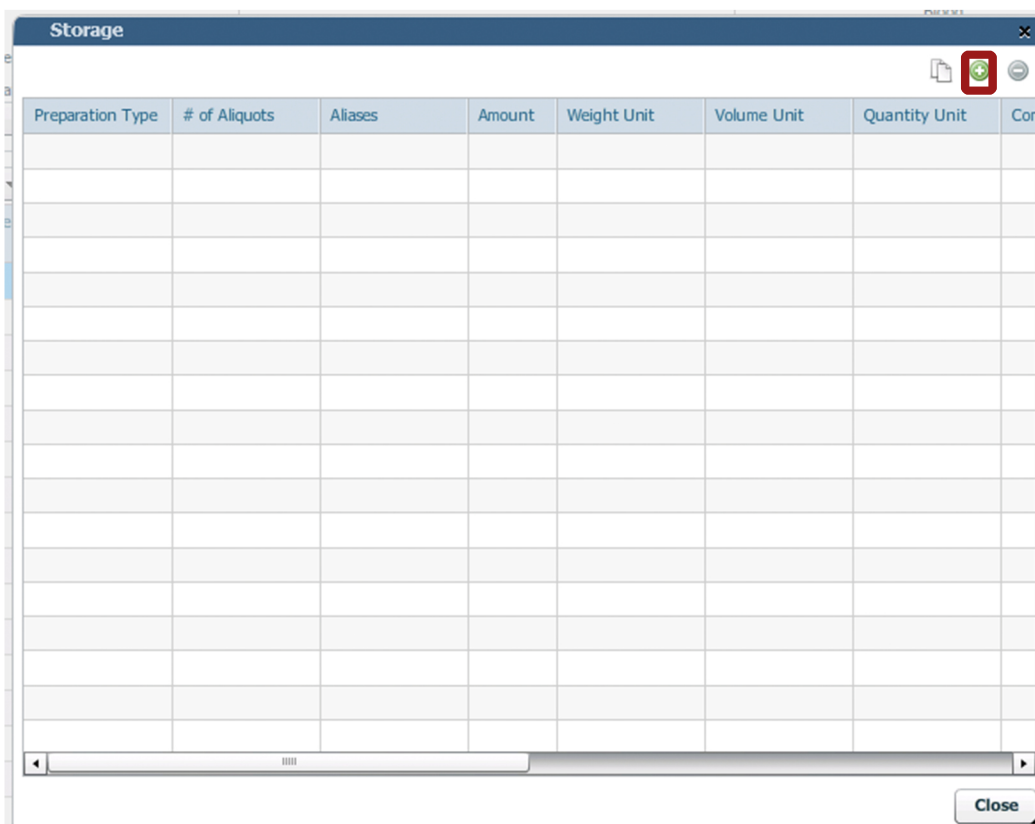 Storage
Preparation Type # of Aliquots Aliases Amount Weight Unit Volume Unit Quantity Unit
Close